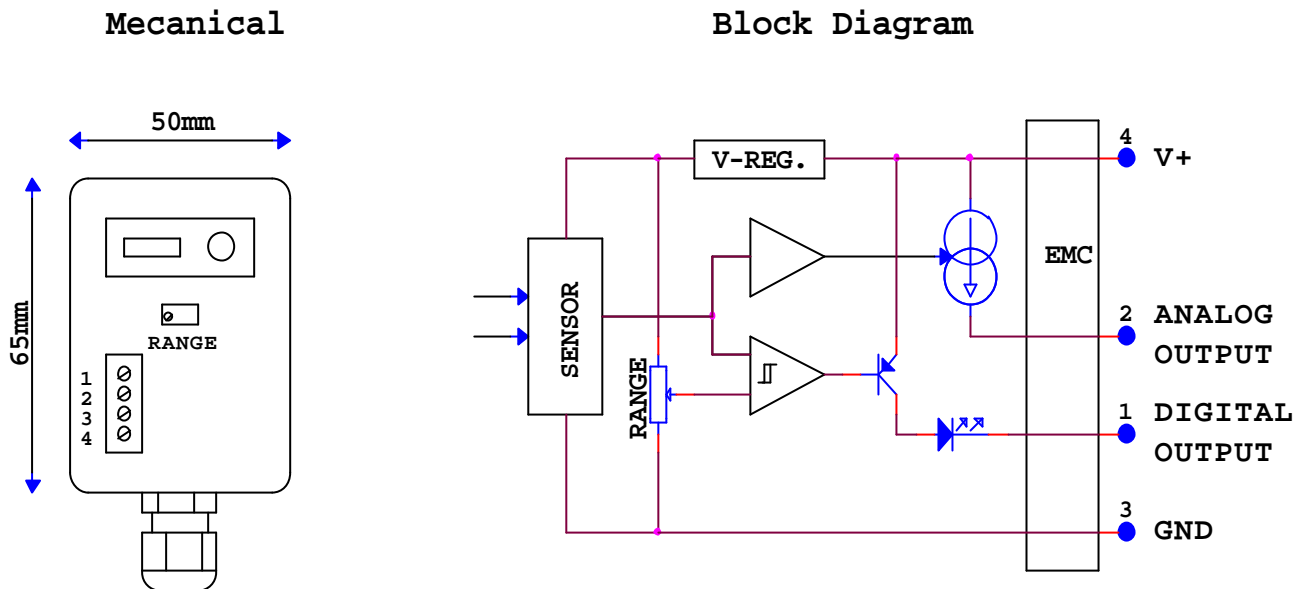 Mecanical
50mm
65mm
RANGE
1
2
3
4
Block Diagram
V-REG.
SENSOR
RANGE
EMC
4
V+
2
ANALOG
OUTPUT
1
DIGITAL
OUTPUT
3
GND